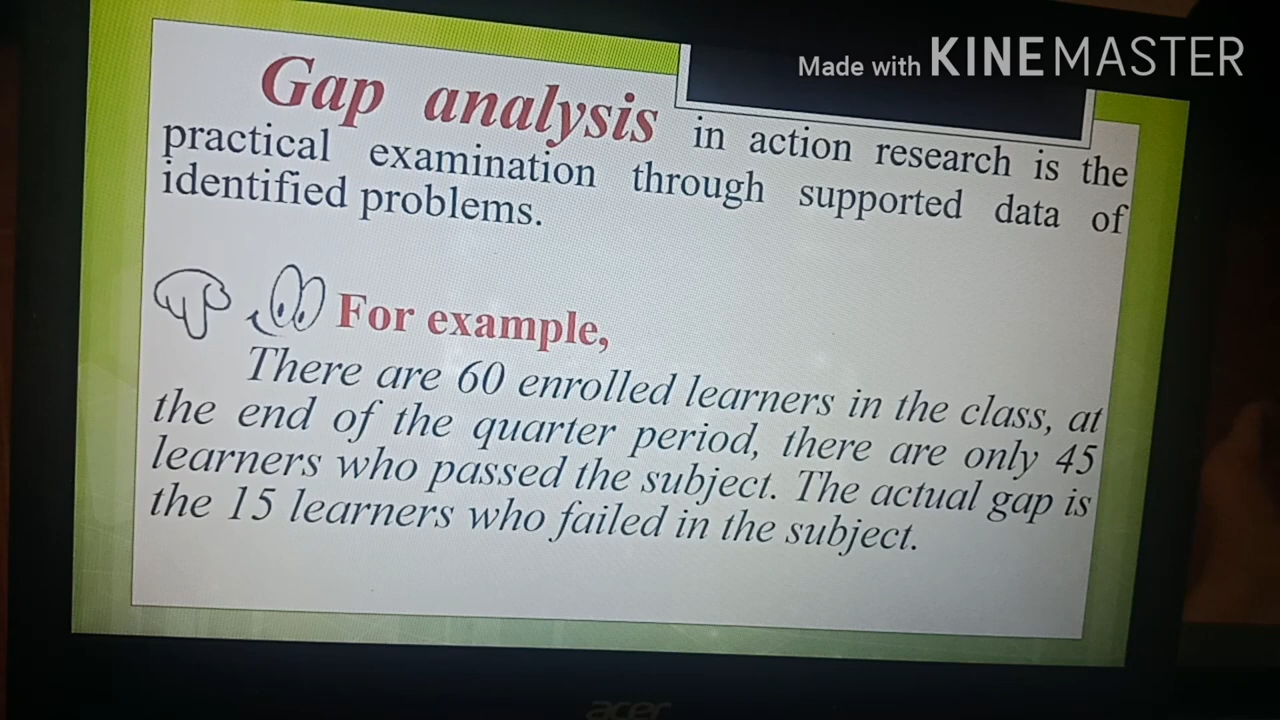 Made with KINEMASTER
Gap analysis in action research is the
practical examination through supported data of
identified problems.
For example,
There are 60 enrolled learners in the class, at
the end of the quarter period, there are only 45
learners who passed the subject. The actual gap is
the 15 learners who failed in the subject.
acer